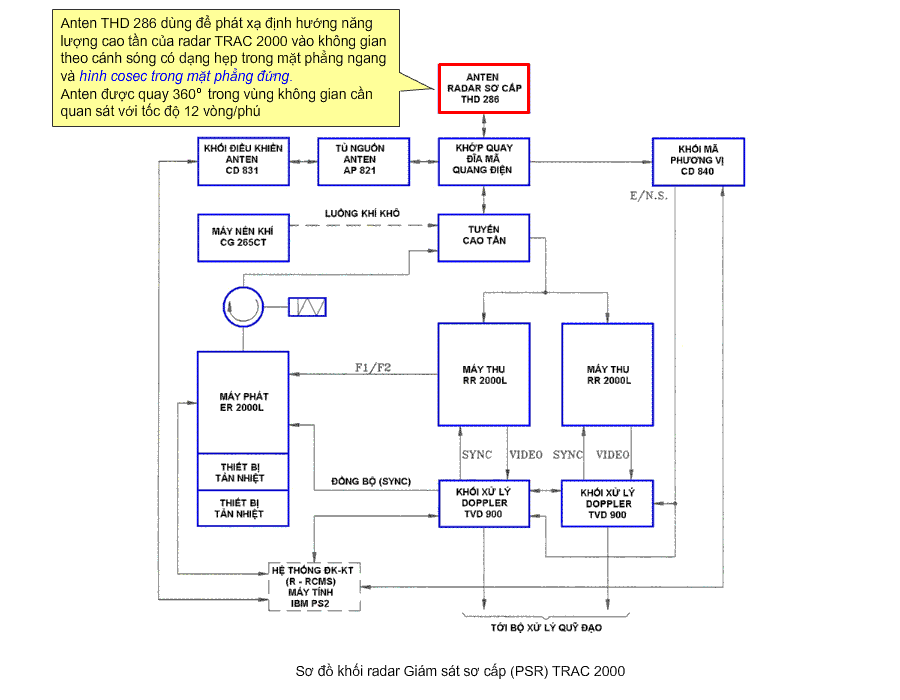 Anten THD 286 dùng để phát xạ định hướng năng
lượng cao tần của radar TRAC 2000 vào không gian
theo cánh sóng có dạng hẹp trong mặt phẳng ngang
và hình cosec trong mặt phẳng đứng.
Anten được quay 360° trong vùng không gian cần
quan sát với tốc độ 12 vòng/phú
ANTEN
RADAR SƠ CẤP
THD 286
KHỐI ĐIỀU KHIỂN
ANTEN
CD 831
TỦ NGUỒN
ANTEN
AP 821
KHỚP QUAY
ĐĨA MÃ
QUANG ĐIỆN
KHỐI MÃ
PHƯƠNG VỊ
CD 840
E/N.S.
MÁY NÉN KHÍ
CG 265CT
LUỒNG KHÍ KHÔ
TUYẾN
CAO TẦN
MÁY PHÁT
ER 2000L
F1/F2
MÁY THU
RR 2000L
MÁY THU
RR 2000L
SYNC
VIDEO
SYNC
VIDEO
THIẾT BỊ
TẢN NHIỆT
THIẾT BỊ
TẢN NHIỆT
ĐỒNG BỘ (SYNC)
KHỐI XỬ LÝ
DOPPLER
TVD 900
KHỐI XỬ LÝ
DOPPLER
TVD 900
HỆ THỐNG ĐK-KT
(R - RCMS)
MÁY TÍNH
IBM PS2
TỚI BỘ XỬ LÝ QUỸ ĐẠO
Sơ đồ khối radar Giám sát sơ cấp (PSR) TRAC 2000